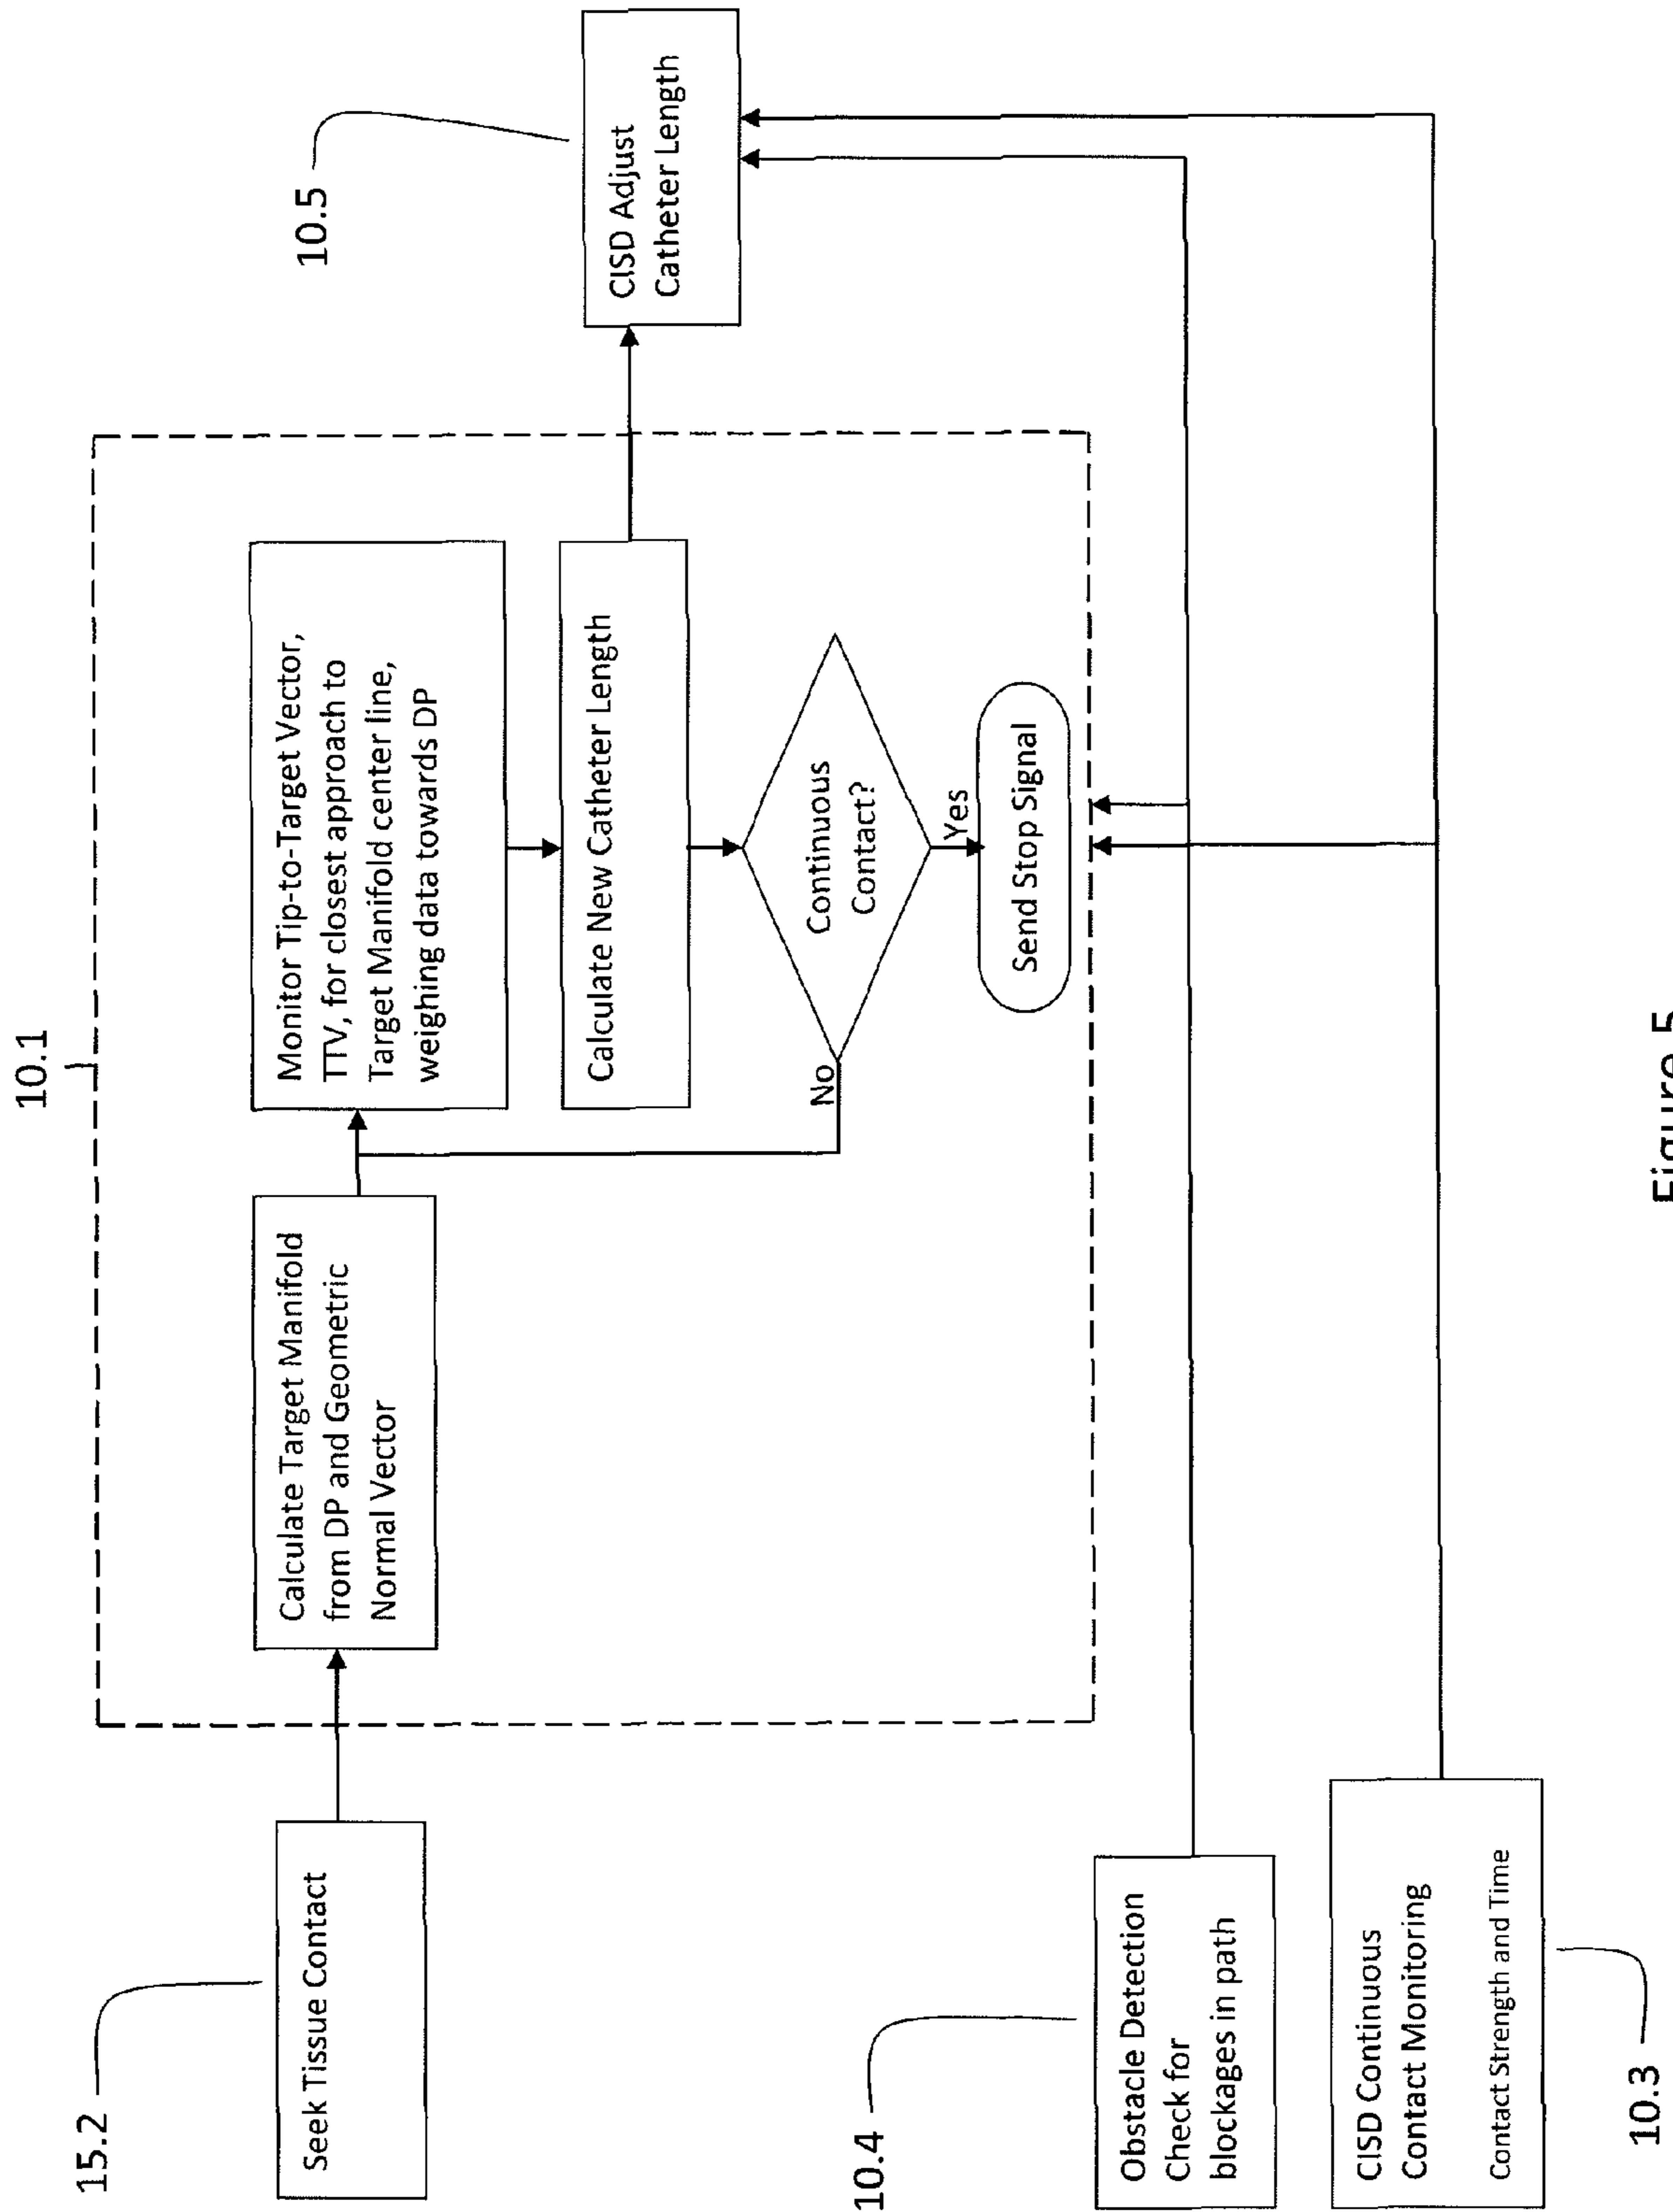 10.1
15.2
Seek Tissue Contact
Calculate Target Manifold
from DP and Geometric
Normal Vector
Monitor Tip-to-Target Vector,
TTV, for closest approach to
Target Manifold center line,
weighing data towards DP
Calculate New Catheter Length
No
Continuous
Contact?
Yes
Send Stop Signal
10.5
CISD Adjust
Catheter Length
10.4
Obstacle Detection
Check for
blockages in path
CISD Continuous
Contact Monitoring
Contact Strength and Time
10.3
Figure 5